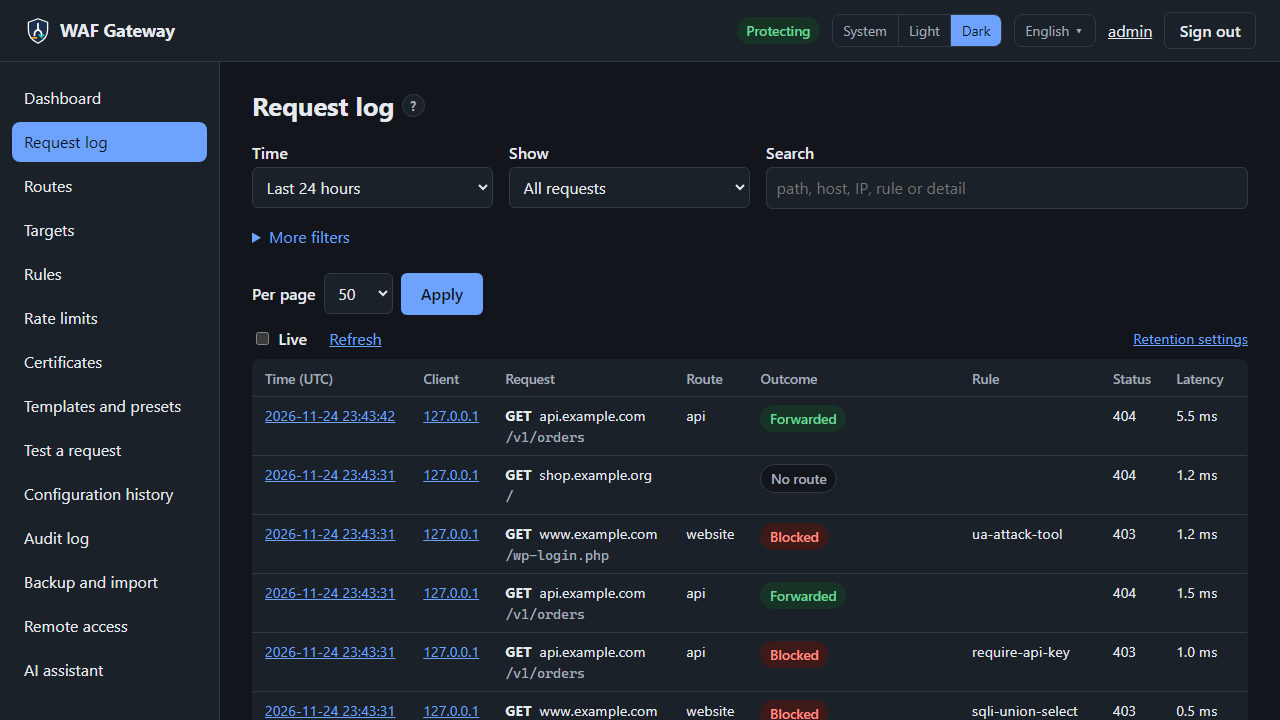 WAF Gateway
Protecting
System Light Dark
English ▾
admin
Sign out
Dashboard
Request log
Routes
Targets
Rules
Rate limits
Certificates
Templates and presets
Test a request
Configuration history
Audit log
Backup and import
Remote access
AI assistant
Request log ?
Time Show Search
Last 24 hours All requests path, host, IP, rule or detail
▶ More filters
Per page 50 Apply
Live Refresh Retention settings
Time (UTC) Client Request Route Outcome Rule Status Latency
2026-11-24 23:43:42 127.0.0.1 GET api.example.com api Forwarded 404 5.5 ms
/v1/orders
2026-11-24 23:43:31 127.0.0.1 GET shop.example.org No route 404 1.2 ms
/
2026-11-24 23:43:31 127.0.0.1 GET www.example.com website Blocked ua-attack-tool 403 1.2 ms
/wp-login.php
2026-11-24 23:43:31 127.0.0.1 GET api.example.com api Forwarded 404 1.5 ms
/v1/orders
2026-11-24 23:43:31 127.0.0.1 GET api.example.com api Blocked require-api-key 403 1.0 ms
/v1/orders
2026-11-24 23:43:31 127.0.0.1 GET www.example.com website Blocked sqli-union-select 403 0.5 ms